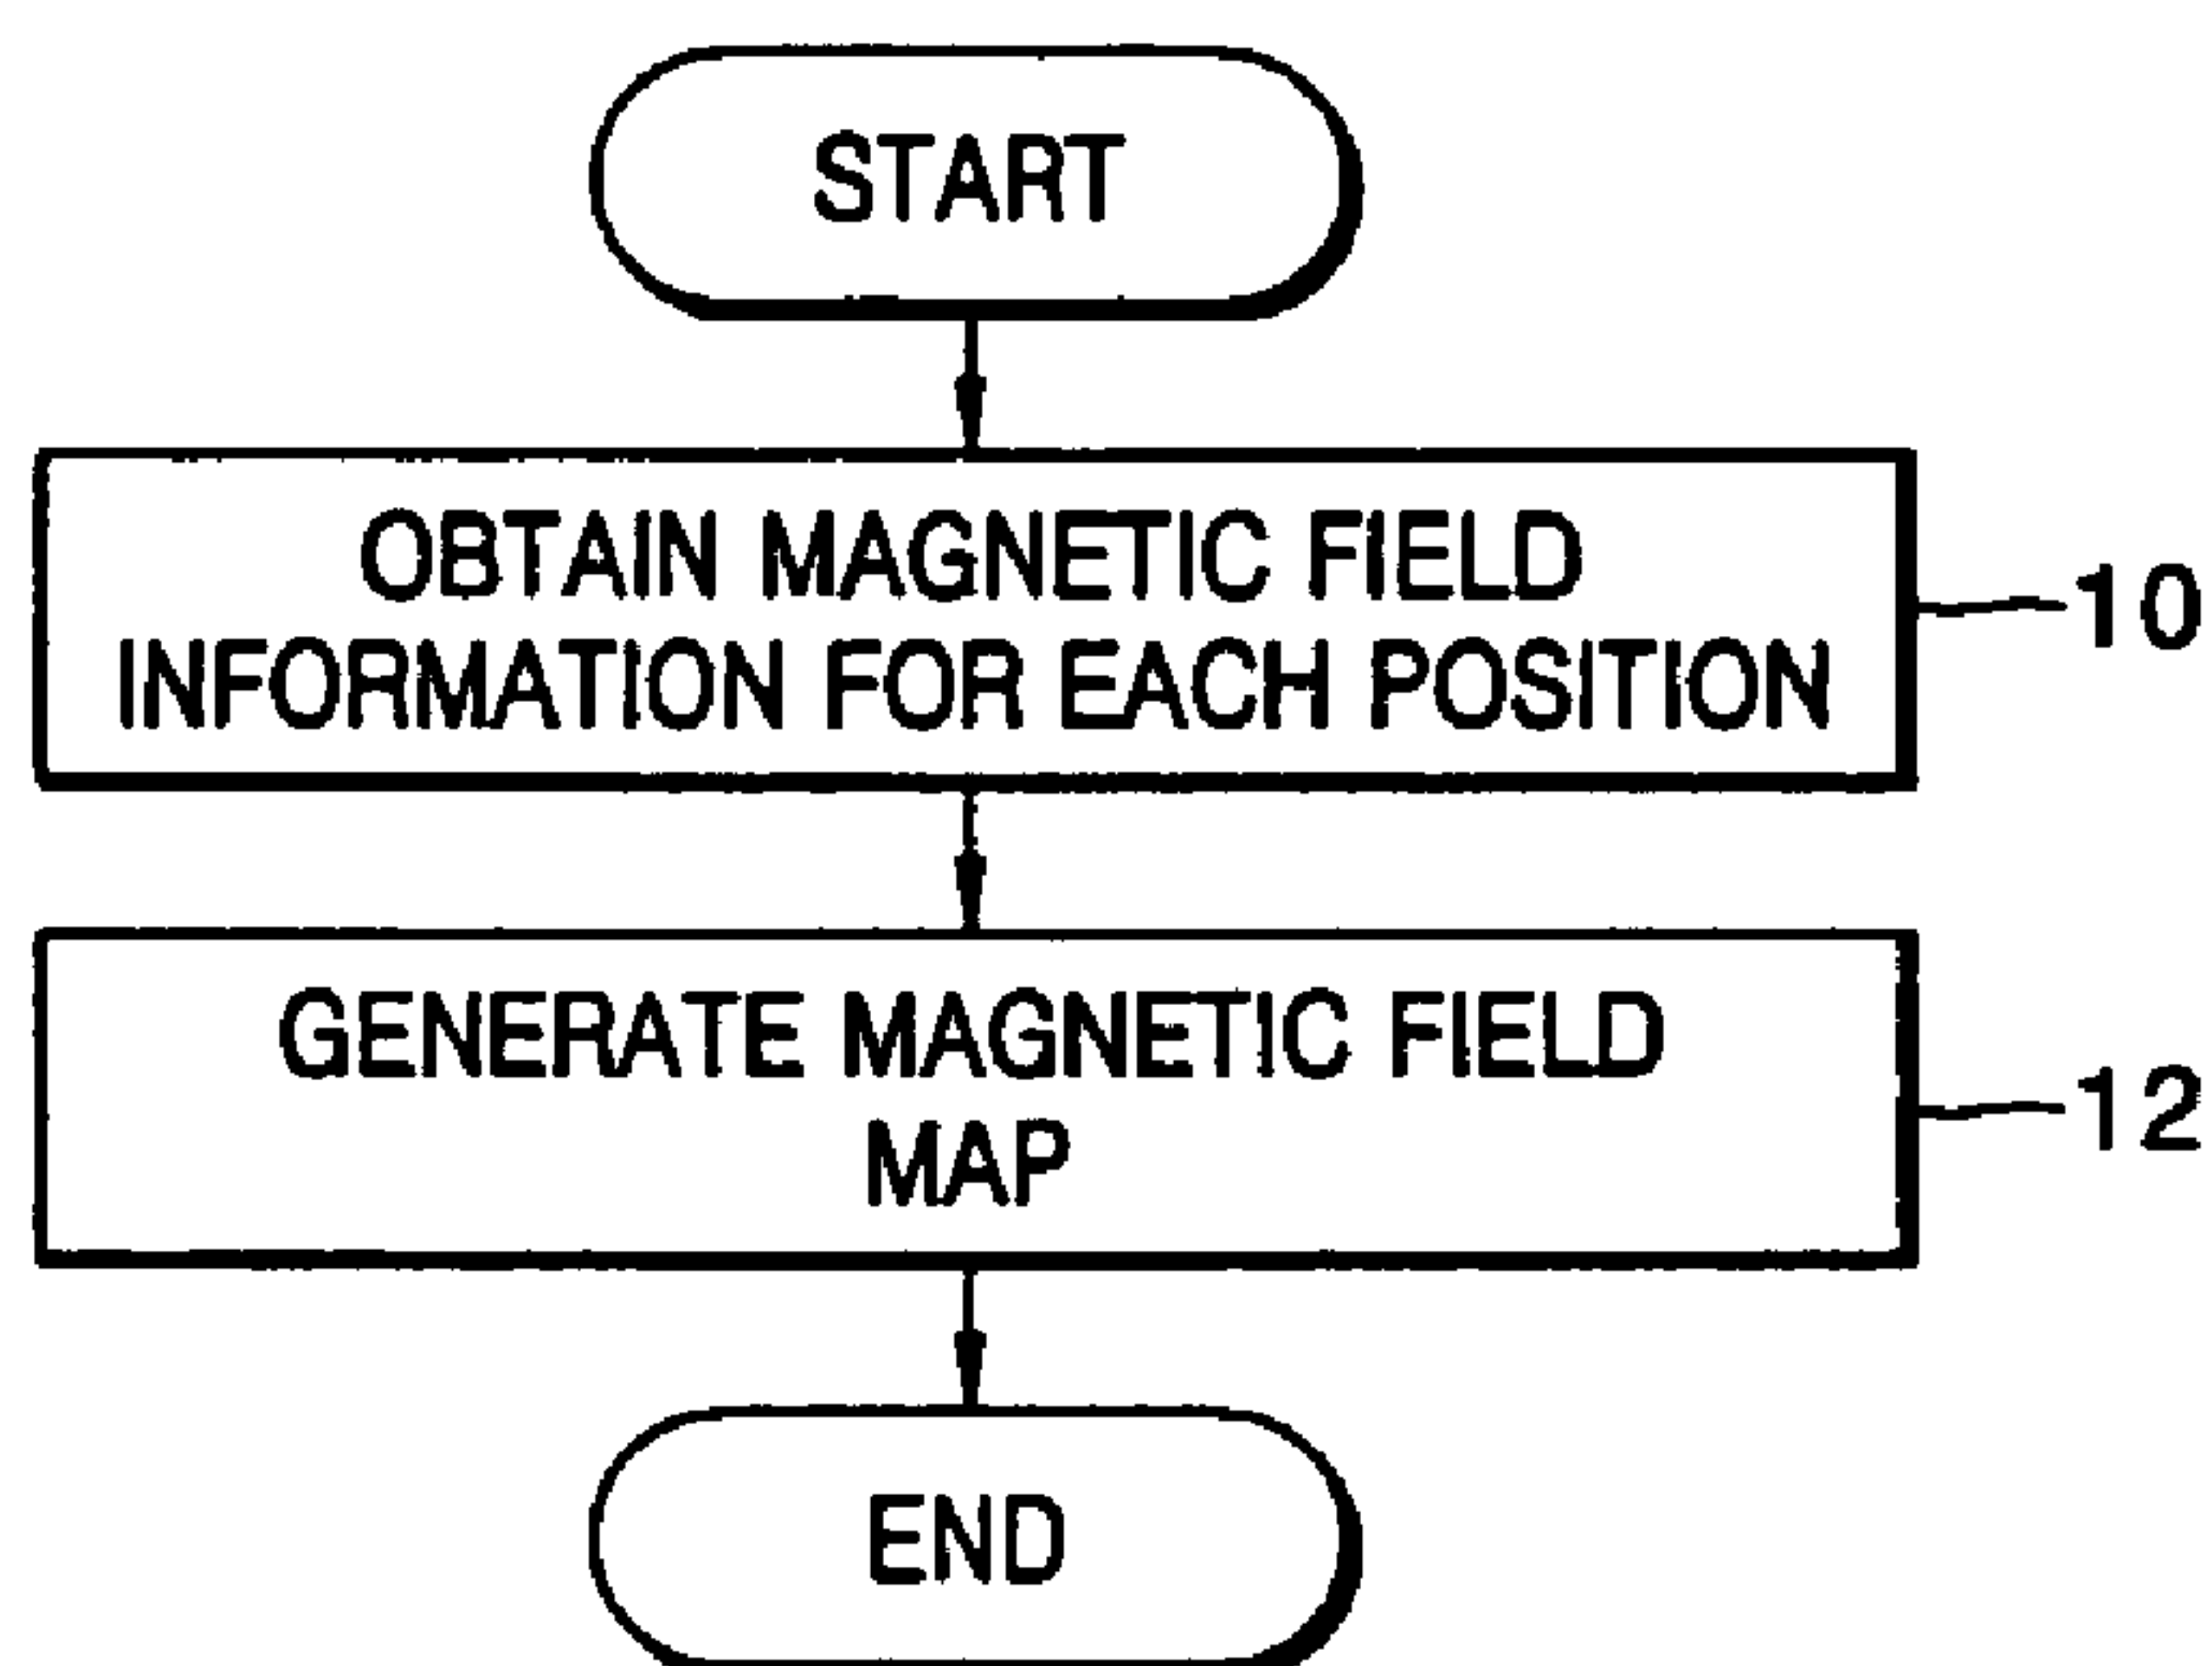 START
OBTAIN MAGNETIC FIELD
INFORMATION FOR EACH POSITION
10
GENERATE MAGNETIC FIELD
MAP
12
END